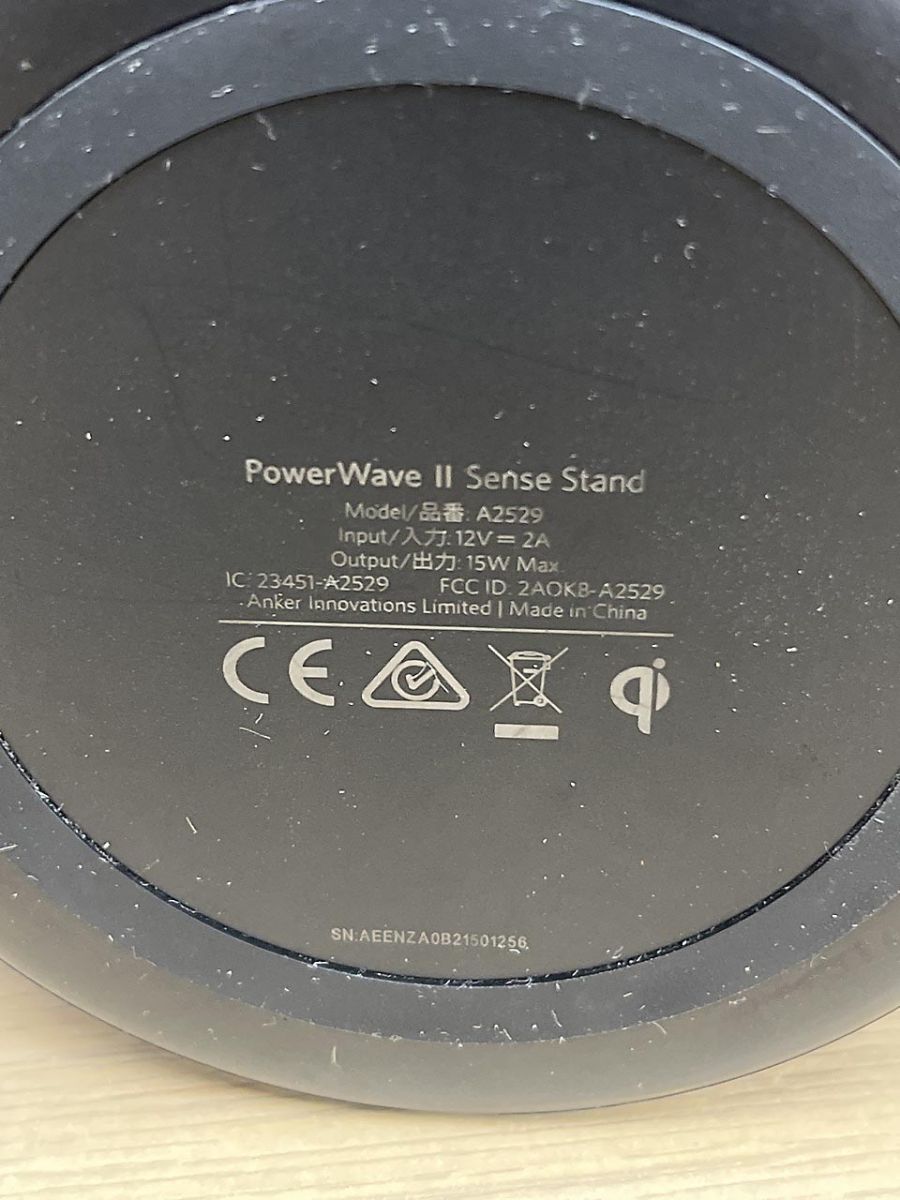 PowerWave II Sense Stand
Model/品番: A2529
Input/入力: 12V ⎓ 2A
Output/出力: 15W Max
IC: 23451-A2529 FCC ID: 2AOKB-A2529
Anker Innovations Limited | Made in China
CE qi
SN:AEENZA0B21501256